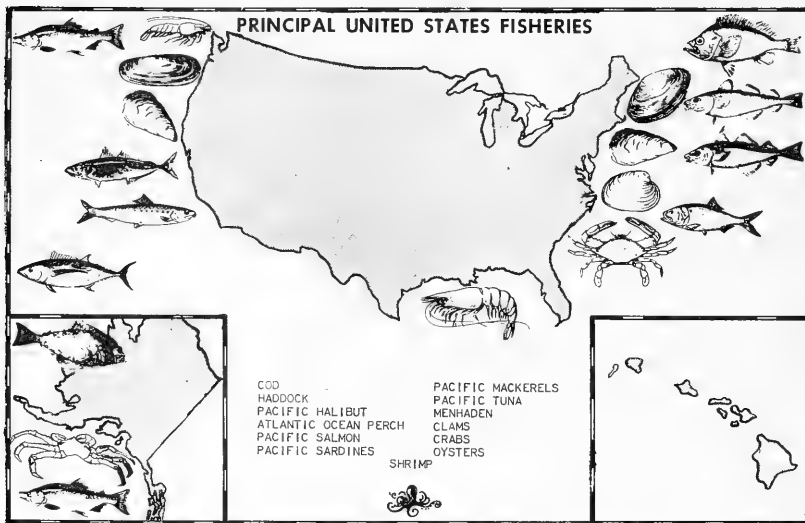 PRINCIPAL UNITED STATES FISHERIES
COD
HADDOCK
PACIFIC HALIBUT
ATLANTIC OCEAN PERCH
PACIFIC SALMON
PACIFIC SARDINES
PACIFIC MACKERELS
PACIFIC TUNA
MENHADEN
CLAMS
CRABS
OYSTERS
SHRIMP